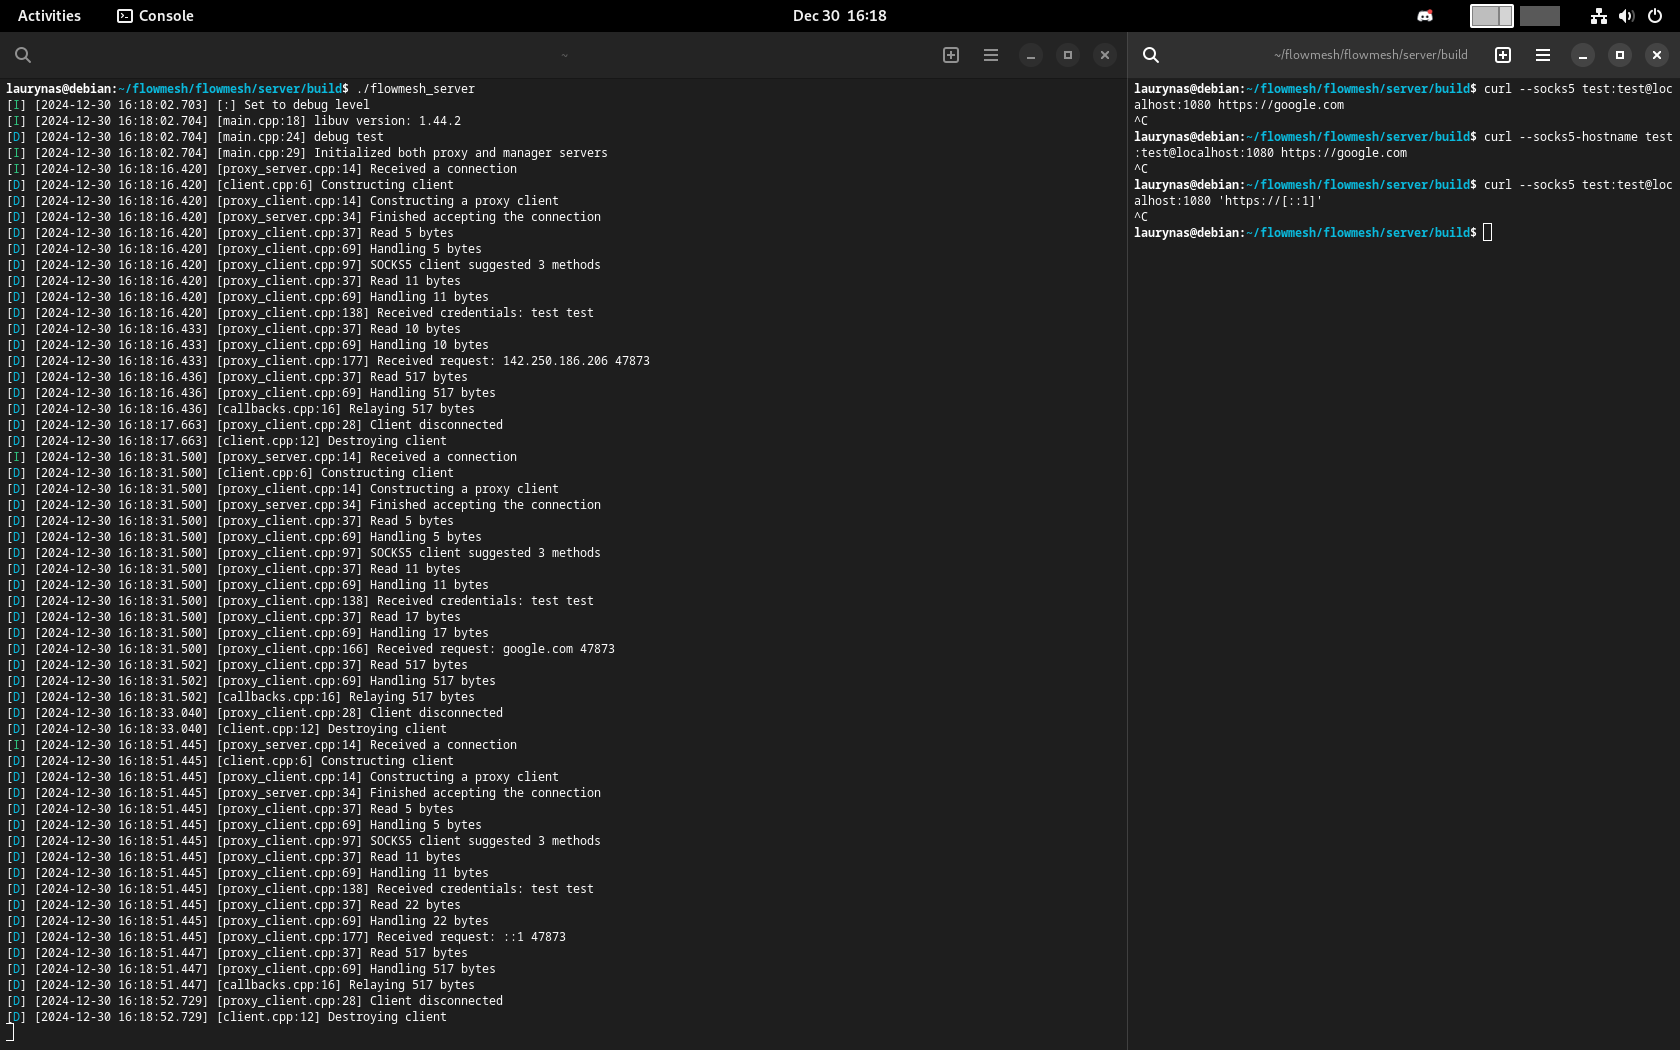 Activities
Console
Dec 30 16:18
~
~/flowmesh/flowmesh/server/build
laurynas@debian:~/flowmesh/flowmesh/server/build$ ./flowmesh_server
[I] [2024-12-30 16:18:02.703] [:] Set to debug level
[I] [2024-12-30 16:18:02.704] [main.cpp:18] libuv version: 1.44.2
[D] [2024-12-30 16:18:02.704] [main.cpp:24] debug test
[I] [2024-12-30 16:18:02.704] [main.cpp:29] Initialized both proxy and manager servers
[I] [2024-12-30 16:18:16.420] [proxy_server.cpp:14] Received a connection
[D] [2024-12-30 16:18:16.420] [client.cpp:6] Constructing client
[D] [2024-12-30 16:18:16.420] [proxy_client.cpp:14] Constructing a proxy client
[D] [2024-12-30 16:18:16.420] [proxy_server.cpp:34] Finished accepting the connection
[D] [2024-12-30 16:18:16.420] [proxy_client.cpp:37] Read 5 bytes
[D] [2024-12-30 16:18:16.420] [proxy_client.cpp:69] Handling 5 bytes
[D] [2024-12-30 16:18:16.420] [proxy_client.cpp:97] SOCKS5 client suggested 3 methods
[D] [2024-12-30 16:18:16.420] [proxy_client.cpp:37] Read 11 bytes
[D] [2024-12-30 16:18:16.420] [proxy_client.cpp:69] Handling 11 bytes
[D] [2024-12-30 16:18:16.420] [proxy_client.cpp:138] Received credentials: test test
[D] [2024-12-30 16:18:16.433] [proxy_client.cpp:37] Read 10 bytes
[D] [2024-12-30 16:18:16.433] [proxy_client.cpp:69] Handling 10 bytes
[D] [2024-12-30 16:18:16.433] [proxy_client.cpp:177] Received request: 142.250.186.206 47873
[D] [2024-12-30 16:18:16.436] [proxy_client.cpp:37] Read 517 bytes
[D] [2024-12-30 16:18:16.436] [proxy_client.cpp:69] Handling 517 bytes
[D] [2024-12-30 16:18:16.436] [callbacks.cpp:16] Relaying 517 bytes
[D] [2024-12-30 16:18:17.663] [proxy_client.cpp:28] Client disconnected
[D] [2024-12-30 16:18:17.663] [client.cpp:12] Destroying client
[I] [2024-12-30 16:18:31.500] [proxy_server.cpp:14] Received a connection
[D] [2024-12-30 16:18:31.500] [client.cpp:6] Constructing client
[D] [2024-12-30 16:18:31.500] [proxy_client.cpp:14] Constructing a proxy client
[D] [2024-12-30 16:18:31.500] [proxy_server.cpp:34] Finished accepting the connection
[D] [2024-12-30 16:18:31.500] [proxy_client.cpp:37] Read 5 bytes
[D] [2024-12-30 16:18:31.500] [proxy_client.cpp:69] Handling 5 bytes
[D] [2024-12-30 16:18:31.500] [proxy_client.cpp:97] SOCKS5 client suggested 3 methods
[D] [2024-12-30 16:18:31.500] [proxy_client.cpp:37] Read 11 bytes
[D] [2024-12-30 16:18:31.500] [proxy_client.cpp:69] Handling 11 bytes
[D] [2024-12-30 16:18:31.500] [proxy_client.cpp:138] Received credentials: test test
[D] [2024-12-30 16:18:31.500] [proxy_client.cpp:37] Read 17 bytes
[D] [2024-12-30 16:18:31.500] [proxy_client.cpp:69] Handling 17 bytes
[D] [2024-12-30 16:18:31.500] [proxy_client.cpp:166] Received request: google.com 47873
[D] [2024-12-30 16:18:31.502] [proxy_client.cpp:37] Read 517 bytes
[D] [2024-12-30 16:18:31.502] [proxy_client.cpp:69] Handling 517 bytes
[D] [2024-12-30 16:18:31.502] [callbacks.cpp:16] Relaying 517 bytes
[D] [2024-12-30 16:18:33.040] [proxy_client.cpp:28] Client disconnected
[D] [2024-12-30 16:18:33.040] [client.cpp:12] Destroying client
[I] [2024-12-30 16:18:51.445] [proxy_server.cpp:14] Received a connection
[D] [2024-12-30 16:18:51.445] [client.cpp:6] Constructing client
[D] [2024-12-30 16:18:51.445] [proxy_client.cpp:14] Constructing a proxy client
[D] [2024-12-30 16:18:51.445] [proxy_server.cpp:34] Finished accepting the connection
[D] [2024-12-30 16:18:51.445] [proxy_client.cpp:37] Read 5 bytes
[D] [2024-12-30 16:18:51.445] [proxy_client.cpp:69] Handling 5 bytes
[D] [2024-12-30 16:18:51.445] [proxy_client.cpp:97] SOCKS5 client suggested 3 methods
[D] [2024-12-30 16:18:51.445] [proxy_client.cpp:37] Read 11 bytes
[D] [2024-12-30 16:18:51.445] [proxy_client.cpp:69] Handling 11 bytes
[D] [2024-12-30 16:18:51.445] [proxy_client.cpp:138] Received credentials: test test
[D] [2024-12-30 16:18:51.445] [proxy_client.cpp:37] Read 22 bytes
[D] [2024-12-30 16:18:51.445] [proxy_client.cpp:69] Handling 22 bytes
[D] [2024-12-30 16:18:51.445] [proxy_client.cpp:177] Received request: ::1 47873
[D] [2024-12-30 16:18:51.447] [proxy_client.cpp:37] Read 517 bytes
[D] [2024-12-30 16:18:51.447] [proxy_client.cpp:69] Handling 517 bytes
[D] [2024-12-30 16:18:51.447] [callbacks.cpp:16] Relaying 517 bytes
[D] [2024-12-30 16:18:52.729] [proxy_client.cpp:28] Client disconnected
[D] [2024-12-30 16:18:52.729] [client.cpp:12] Destroying client
laurynas@debian:~/flowmesh/flowmesh/server/build$ curl --socks5 test:test@loc
alhost:1080 https://google.com
^C
laurynas@debian:~/flowmesh/flowmesh/server/build$ curl --socks5-hostname test
:test@localhost:1080 https://google.com
^C
laurynas@debian:~/flowmesh/flowmesh/server/build$ curl --socks5 test:test@loc
alhost:1080 'https://[::1]'
^C
laurynas@debian:~/flowmesh/flowmesh/server/build$